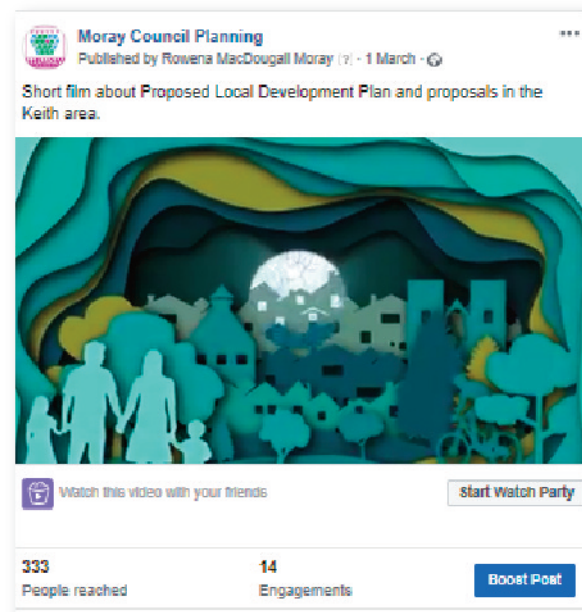 Moray Council Planning
Published by Rowena MacDougall Moray [?] · 1 March ·
Short film about Proposed Local Development Plan and proposals in the
Keith area.
Watch this video with your friends
Start Watch Party
333
People reached
14
Engagements
Boost Post